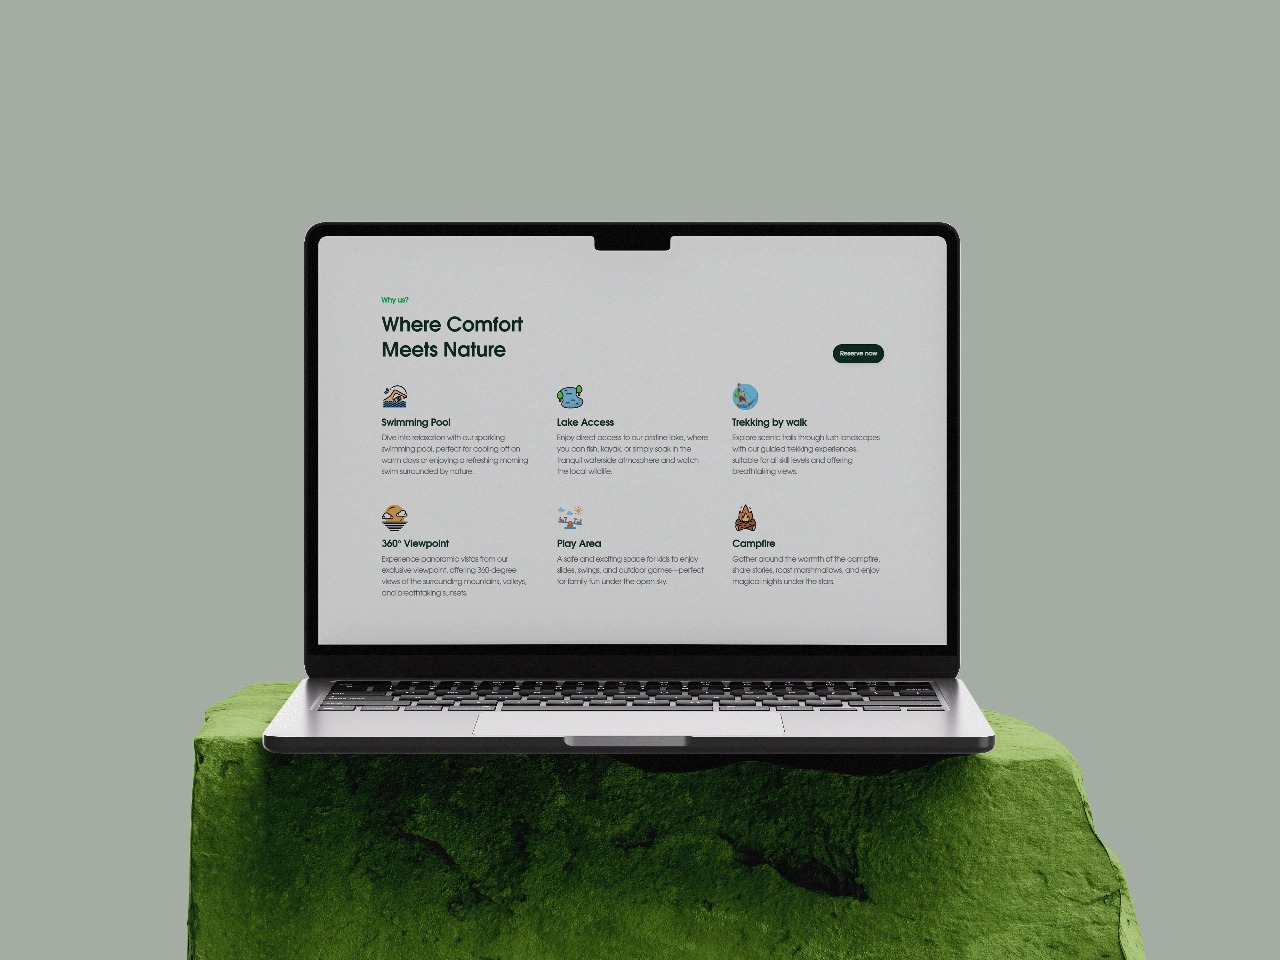 Why us?
Where Comfort
Meets Nature
Reserve now
Swimming Pool
Dive into relaxation with our sparkling
swimming pool, perfect for cooling off on
warm days or enjoying a refreshing morning
swim surrounded by nature.
Lake Access
Enjoy direct access to our pristine lake, where
you can fish, kayak, or simply soak in the
tranquil waterside atmosphere and watch
the local wildlife.
Trekking by walk
Explore scenic trails through lush landscapes
with our guided trekking experiences,
suitable for all skill levels and offering
breathtaking views.
360° Viewpoint
Experience panoramic vistas from our
exclusive viewpoint, offering 360-degree
views of the surrounding mountains, valleys,
and breathtaking sunsets.
Play Area
A safe and exciting space for kids to enjoy
slides, swings, and outdoor games—perfect
for family fun under the open sky.
Campfire
Gather around the warmth of the campfire,
share stories, roast marshmallows, and enjoy
magical nights under the stars.